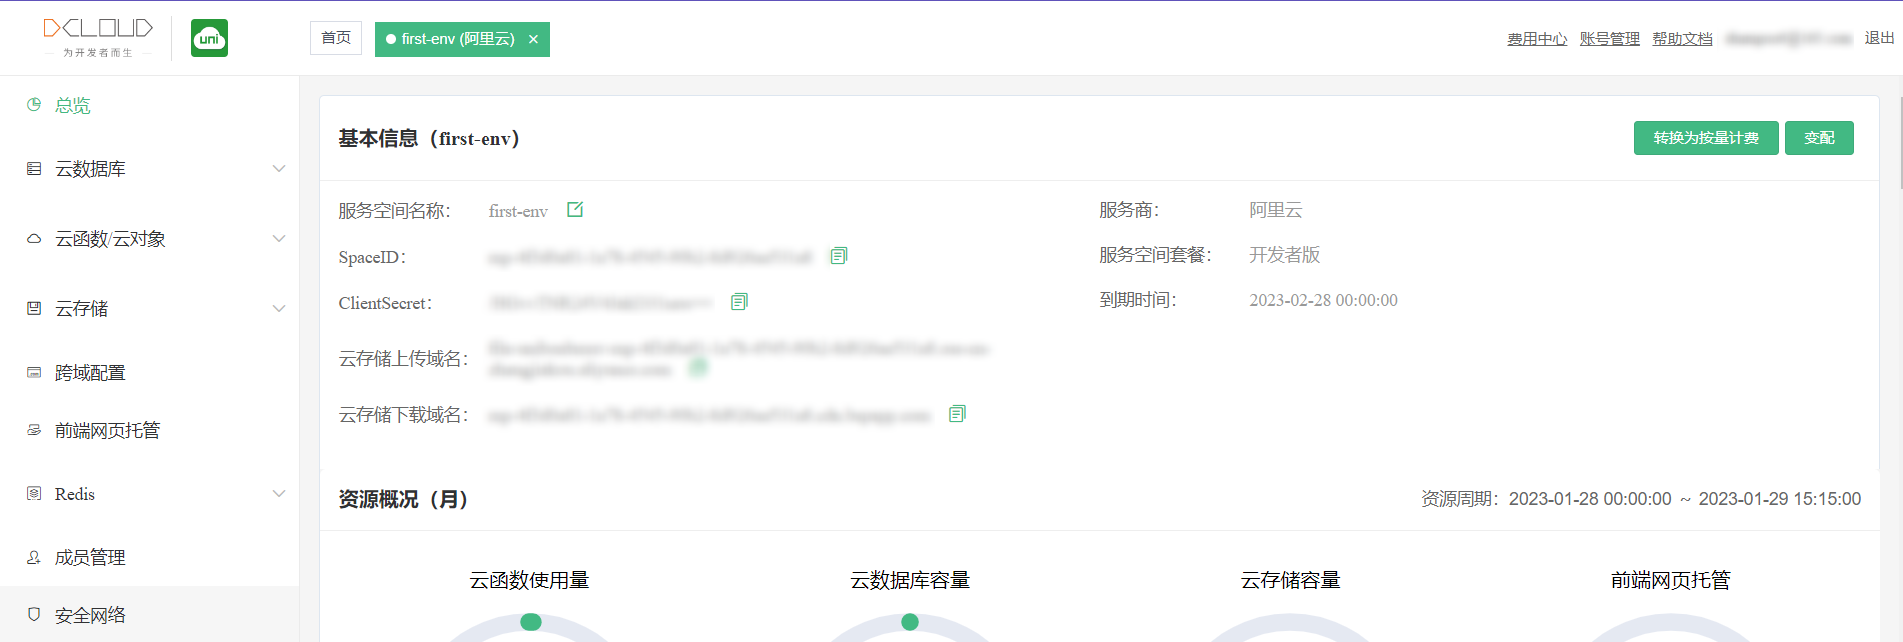 DCLOUD
为开发者而生
uni
首页
first-env (阿里云) ×
费用中心 账号管理 帮助文档 退出
总览
云数据库
云函数/云对象
云存储
跨域配置
前端网页托管
Redis
成员管理
安全网络
基本信息（first-env）
转换为按量计费 变配
服务空间名称： first-env
SpaceID：
ClientSecret：
云存储上传域名：
云存储下载域名：
服务商： 阿里云
服务空间套餐： 开发者版
到期时间： 2023-02-28 00:00:00
资源概况（月）
资源周期：2023-01-28 00:00:00 ~ 2023-01-29 15:15:00
云函数使用量
云数据库容量
云存储容量
前端网页托管